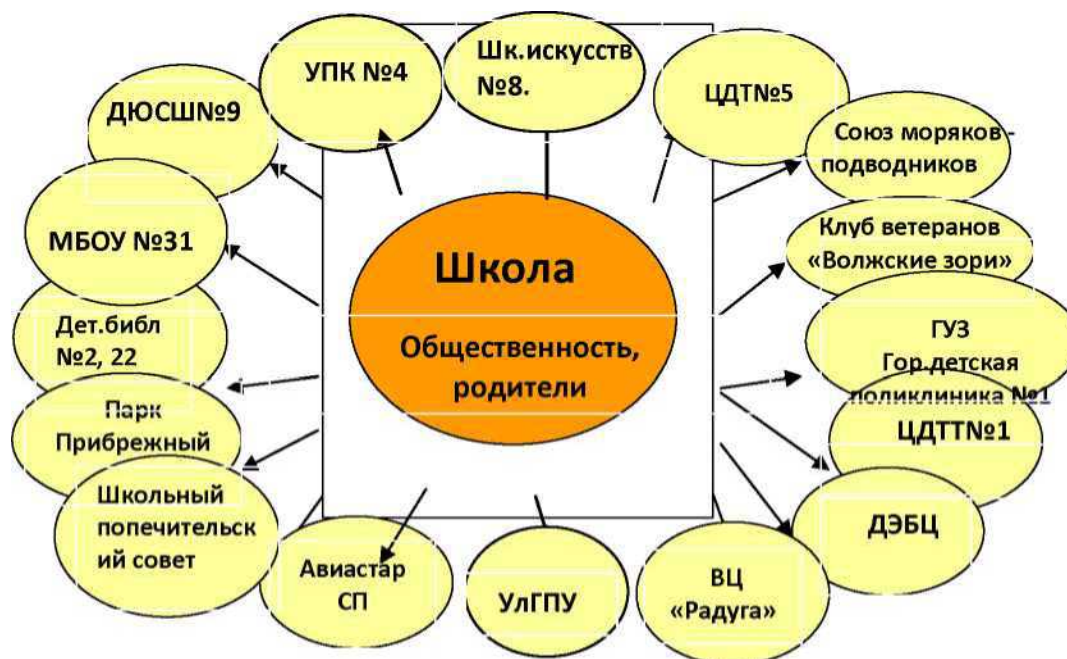 УПК №4
Шк.искусств
№8.
ЦДТ№5
ДЮСШ№9
Союз моряков -
подводников
МБОУ №31
Клуб ветеранов
«Волжские зори»
Школа
Общественность,
родители
Дет.библ
№2, 22
ГУЗ
Гор.детская
поликлиника №1
Парк
Прибрежный
ЦДТТ№1
Школьный
попечительск
ий совет
ДЭБЦ
Авиастар
СП
УлГПУ
ВЦ
«Радуга»